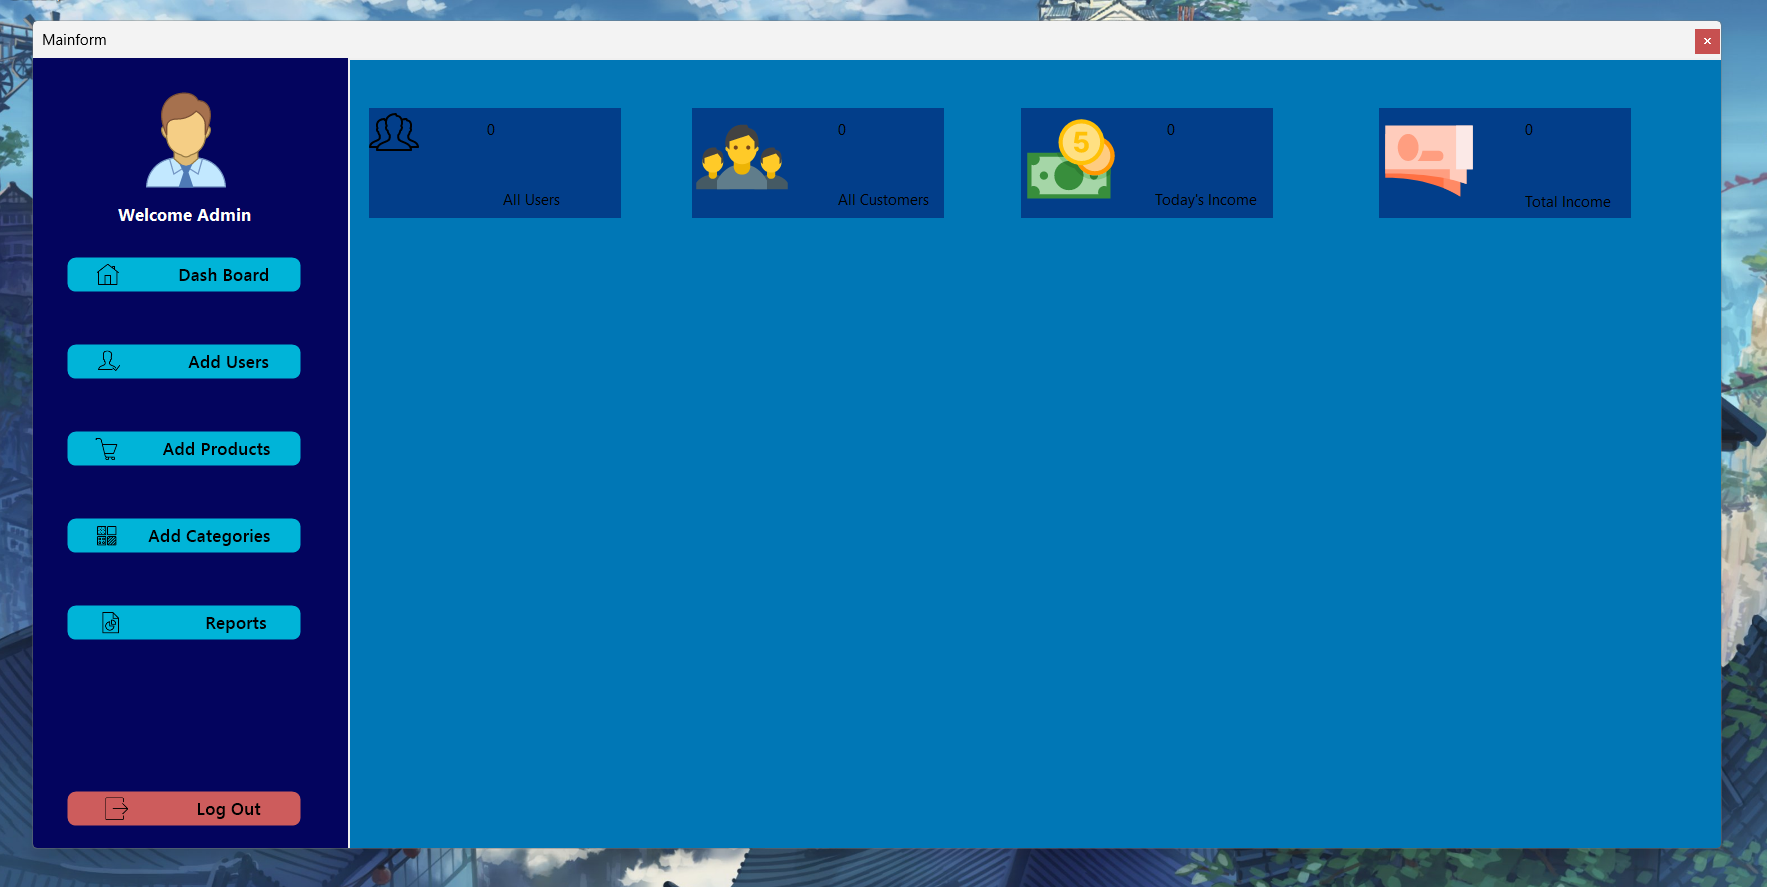 Mainform
Welcome Admin
Dash Board
Add Users
Add Products
Add Categories
Reports
Log Out
0
All Users
0
All Customers
5
0
Today's Income
0
Total Income